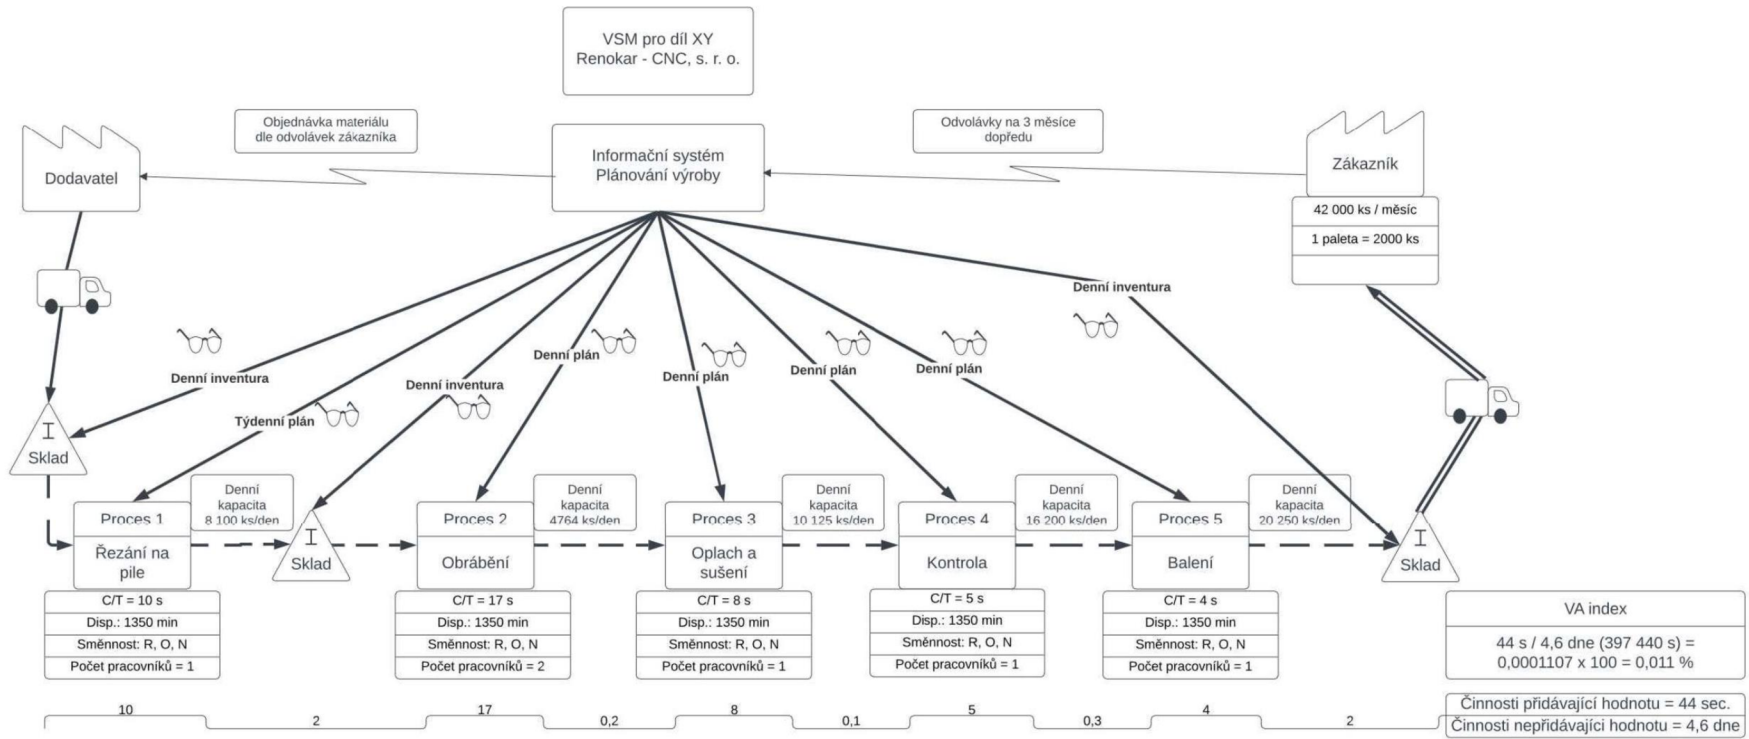 VSM pro díl XY
Renokar - CNC, s. r. o.
Objednávka materiálu
dle odvolávek zákazníka
Odvolávky na 3 měsíce
dopředu
Informační systém
Plánování výroby
Dodavatel
Zákazník
42 000 ks / měsíc
1 paleta = 2000 ks
Denní inventura
Týdenní plán
Denní inventura
Denní plán
Denní plán
Denní plán
Denní plán
Denní inventura
I
Sklad
Proces 1
Řezání na
pile
C/T = 10 s
Disp.: 1350 min
Směnnost: R, O, N
Počet pracovníků = 1
Denní
kapacita
8 100 ks/den
I
Sklad
Proces 2
Obrábění
C/T = 17 s
Disp.: 1350 min
Směnnost: R, O, N
Počet pracovníků = 2
Denní
kapacita
4764 ks/den
Proces 3
Oplach a
sušení
C/T = 8 s
Disp.: 1350 min
Směnnost: R, O, N
Počet pracovníků = 1
Denní
kapacita
10 125 ks/den
Proces 4
Kontrola
C/T = 5 s
Disp.: 1350 min
Směnnost: R, O, N
Počet pracovníků = 1
Denní
kapacita
16 200 ks/den
Proces 5
Balení
C/T = 4 s
Disp.: 1350 min
Směnnost: R, O, N
Počet pracovníků = 1
Denní
kapacita
20 250 ks/den
I
Sklad
VA index
44 s / 4,6 dne (397 440 s) =
0,0001107 x 100 = 0,011 %
10
2
17
0,2
8
0,1
5
0,3
4
2
Činnosti přidávající hodnotu = 44 sec.
Činnosti nepřidávající hodnotu = 4,6 dne